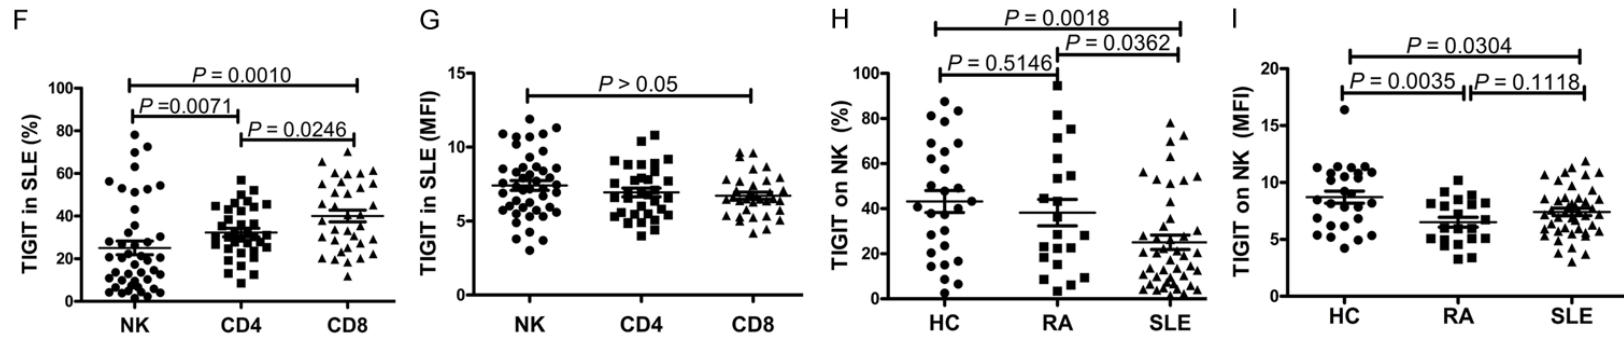 F
P = 0.0010
P =0.0071
P = 0.0246
TIGIT in SLE (%)
100
80
60
40
20
0
NK CD4 CD8
G
P > 0.05
TIGIT in SLE (MFI)
15
10
5
0
NK CD4 CD8
H
P = 0.0018
P = 0.0362
P = 0.5146
TIGIT on NK (%)
100
80
60
40
20
0
HC RA SLE
I
P = 0.0304
P = 0.0035 P = 0.1118
TIGIT on NK (MFI)
20
15
10
5
0
HC RA SLE